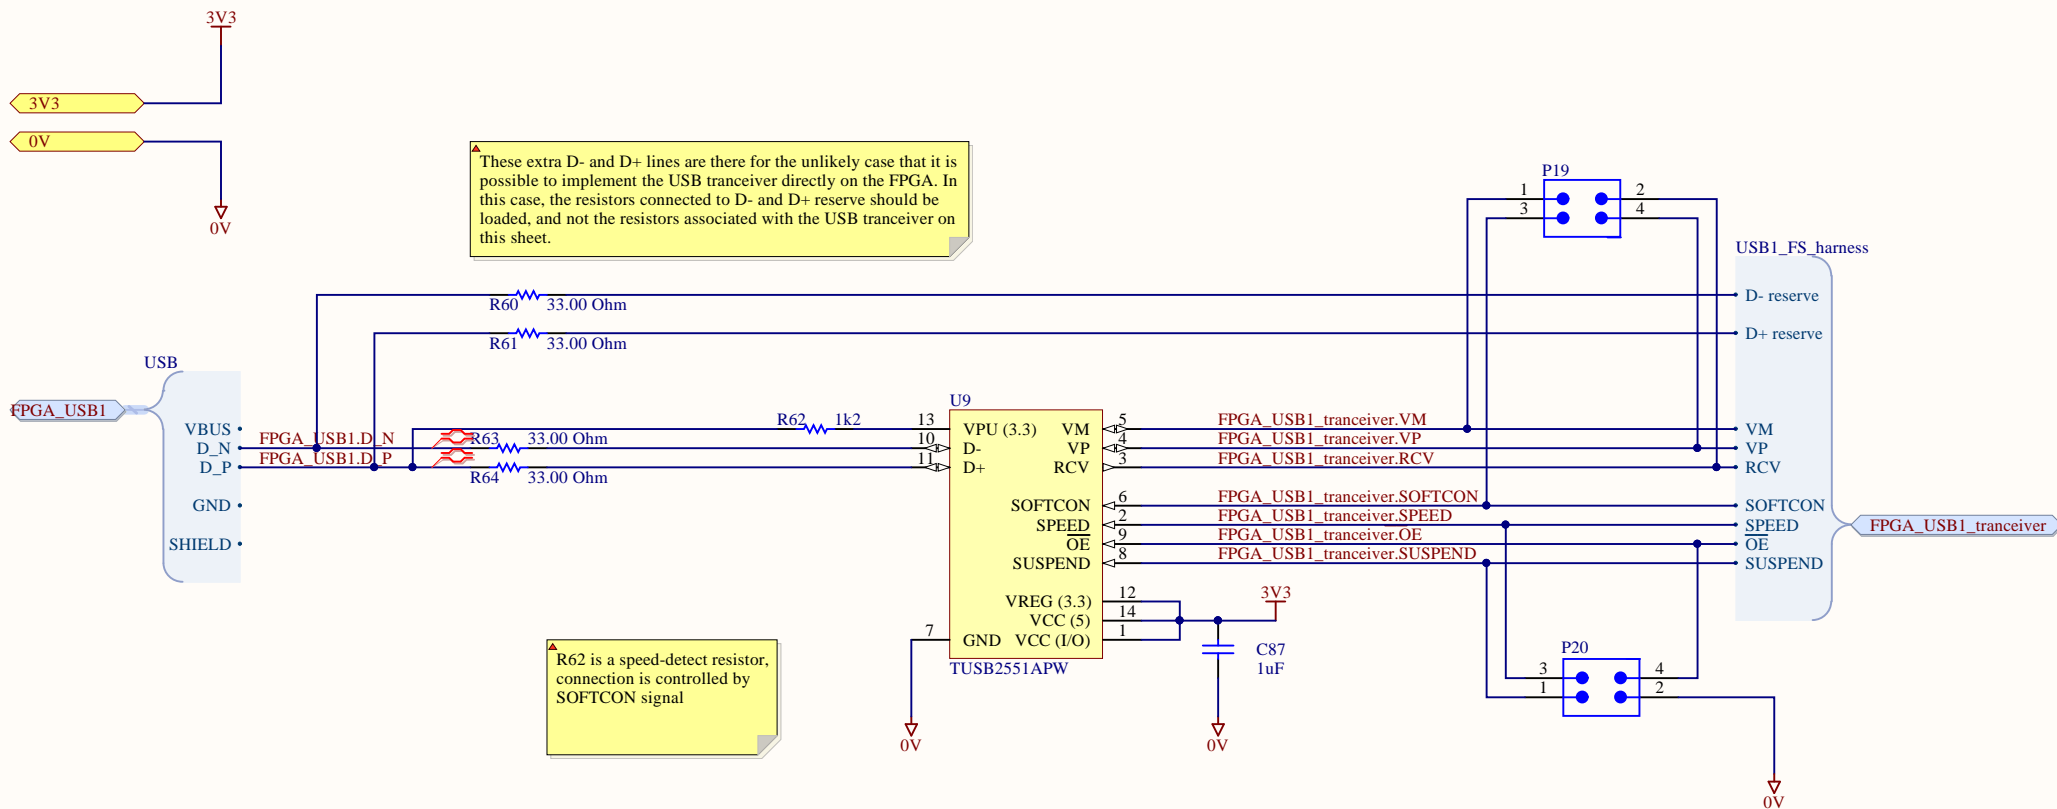 3V3
3V3
0V
0V
These extra D- and D+ lines are there for the unlikely case that it is
possible to implement the USB tranceiver directly on the FPGA. In
this case, the resistors connected to D- and D+ reserve should be
loaded, and not the resistors associated with the USB tranceiver on
this sheet.
P19
1 2
3 4
USB1_FS_harness
R60 33.00 Ohm
D- reserve
R61 33.00 Ohm
D+ reserve
USB
FPGA_USB1
VBUS
D_N
D_P
GND
SHIELD
FPGA_USB1.D_N
FPGA_USB1.D_P
R62 1k2
R63 33.00 Ohm
R64 33.00 Ohm
U9
13 VPU (3.3)
10 D-
11 D+
7 GND
VM 5
VP 4
RCV 3
SOFTCON 6
SPEED 2
OE 9
SUSPEND 8
VREG (3.3) 12
VCC (5) 14
VCC (I/O) 1
TUSB2551APW
FPGA_USB1_tranceiver.VM
FPGA_USB1_tranceiver.VP
FPGA_USB1_tranceiver.RCV
FPGA_USB1_tranceiver.SOFTCON
FPGA_USB1_tranceiver.SPEED
FPGA_USB1_tranceiver.OE
FPGA_USB1_tranceiver.SUSPEND
VM
VP
RCV
SOFTCON
SPEED
OE
SUSPEND
FPGA_USB1_tranceiver
3V3
C87
1uF
0V
0V
R62 is a speed-detect resistor,
connection is controlled by
SOFTCON signal
P20
3 4
1 2
0V